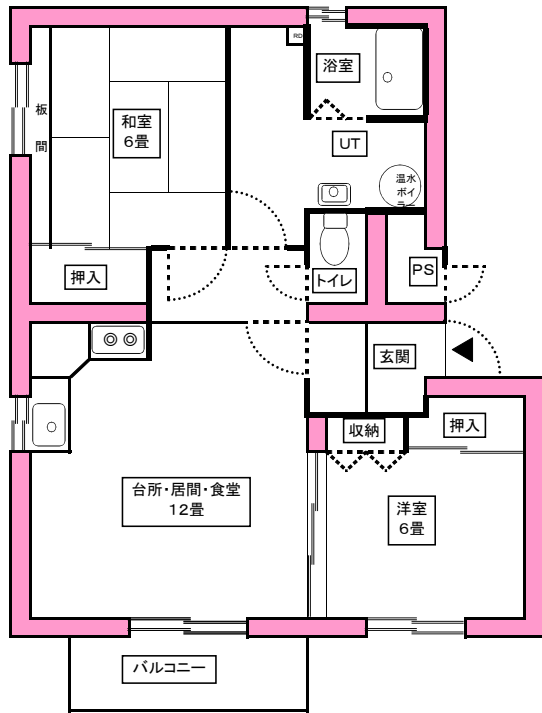 RD
浴室
板
間
和室
6畳
UT
温水
ボイ
ラー
押入
トイレ
PS
玄関
収納
押入
台所・居間・食堂
12畳
洋室
6畳
バルコニー